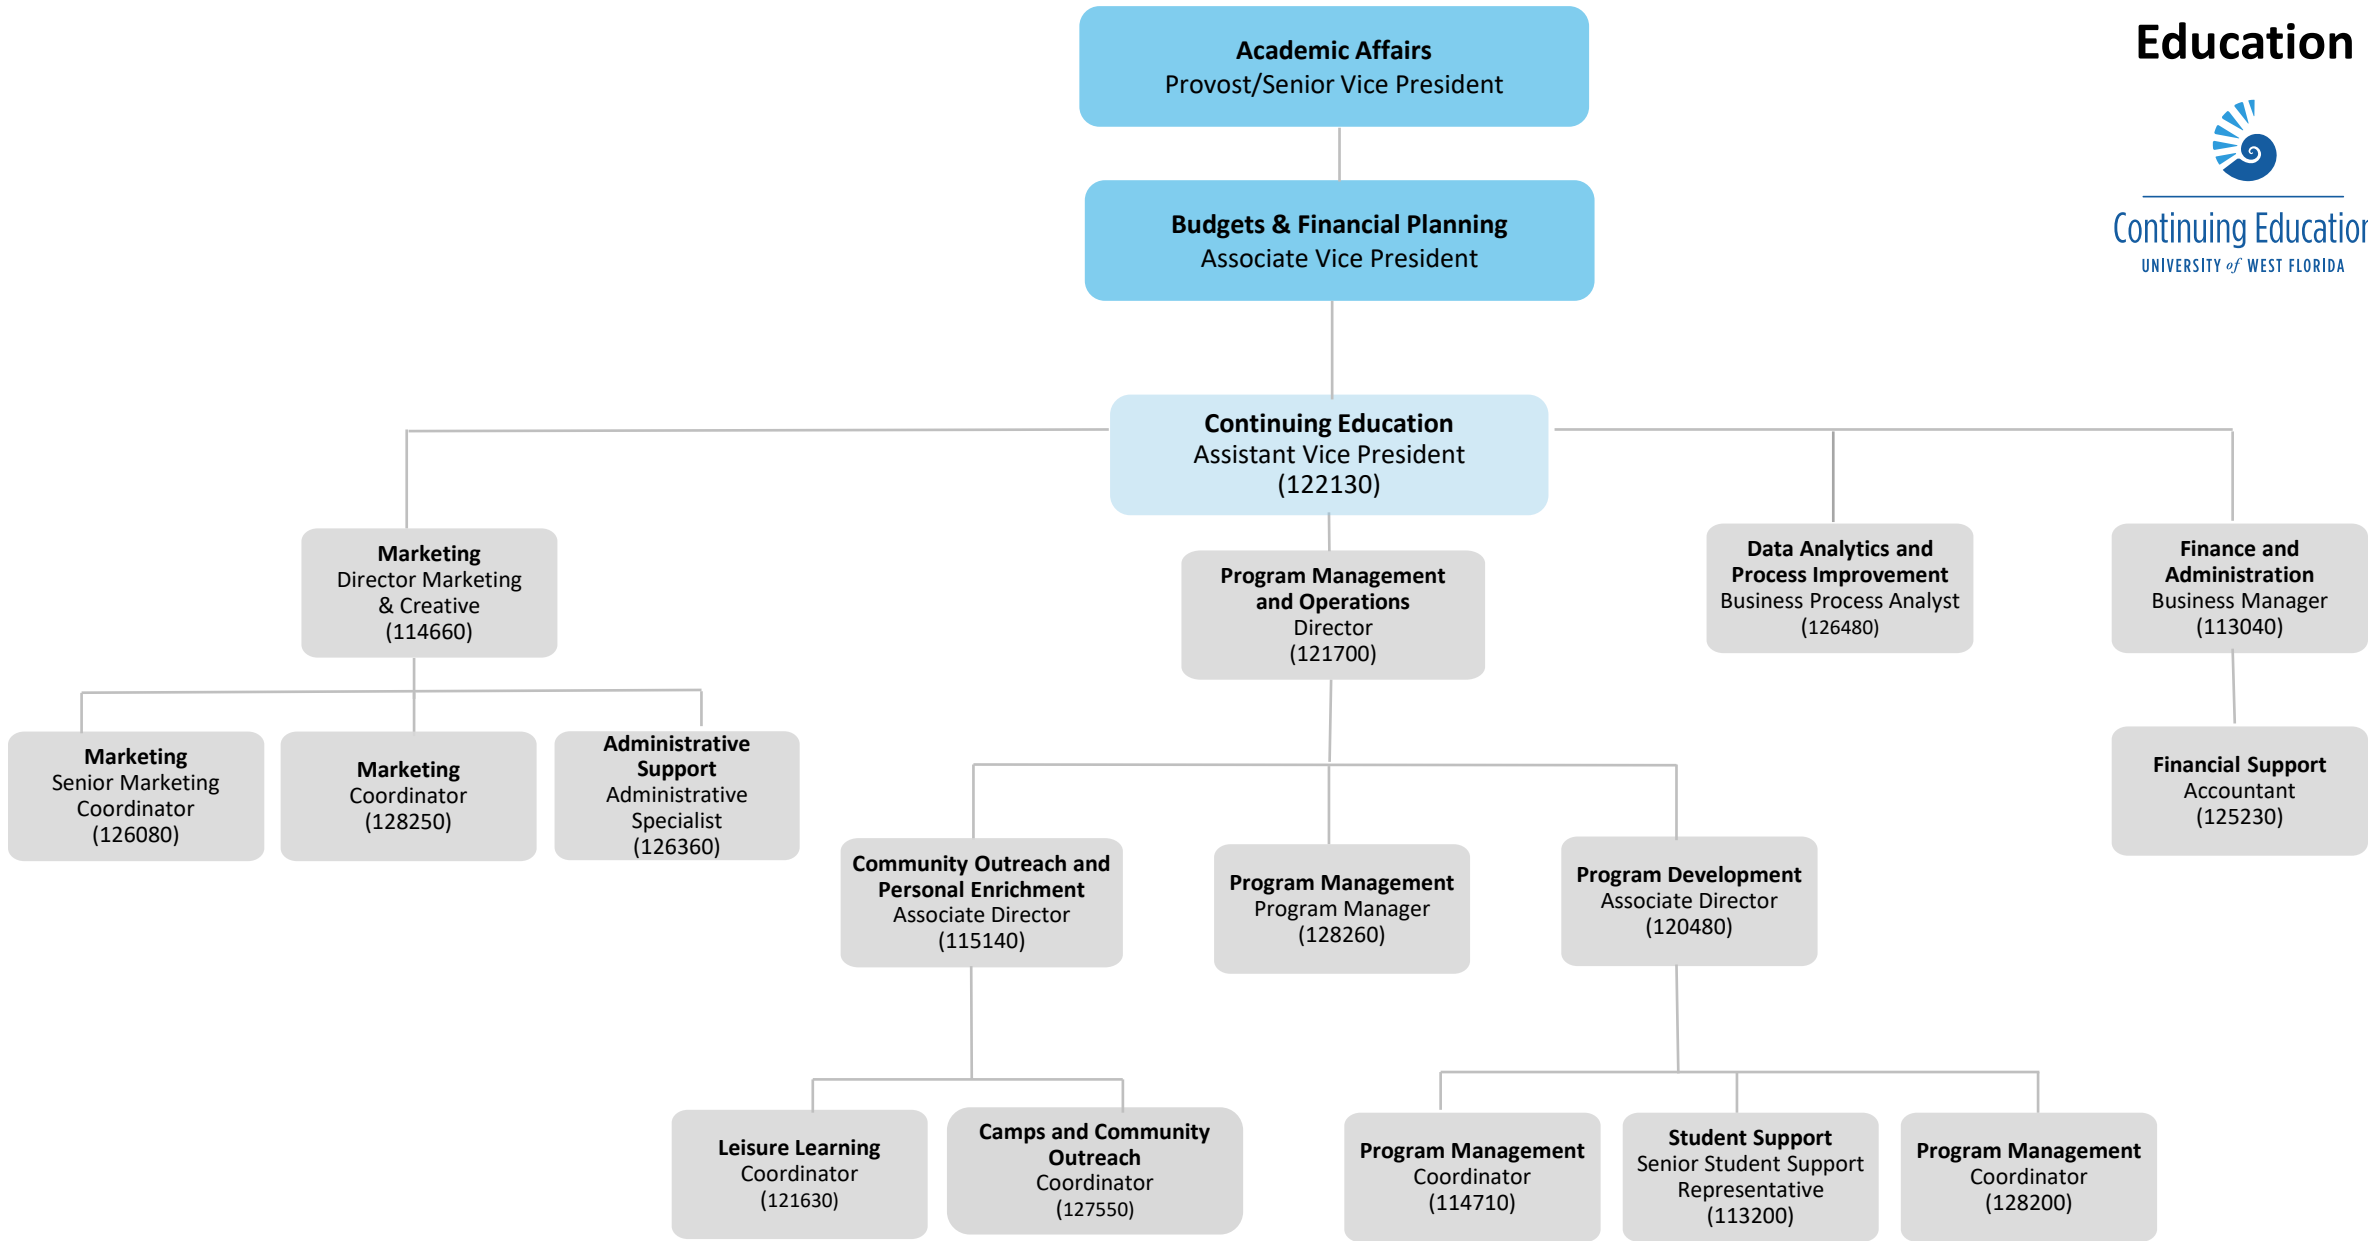 Education
Academic Affairs
Provost/Senior Vice President
Continuing Education
UNIVERSITY of WEST FLORIDA
Budgets & Financial Planning
Associate Vice President
Continuing Education
Assistant Vice President
(122130)
Marketing
Director Marketing
& Creative
(114660)
Program Management
and Operations
Director
(121700)
Data Analytics and
Process Improvement
Business Process Analyst
(126480)
Finance and
Administration
Business Manager
(113040)
Marketing
Senior Marketing
Coordinator
(126080)
Marketing
Coordinator
(128250)
Administrative
Support
Administrative
Specialist
(126360)
Financial Support
Accountant
(125230)
Community Outreach and
Personal Enrichment
Associate Director
(115140)
Program Management
Program Manager
(128260)
Program Development
Associate Director
(120480)
Leisure Learning
Coordinator
(121630)
Camps and Community
Outreach
Coordinator
(127550)
Program Management
Coordinator
(114710)
Student Support
Senior Student Support
Representative
(113200)
Program Management
Coordinator
(128200)